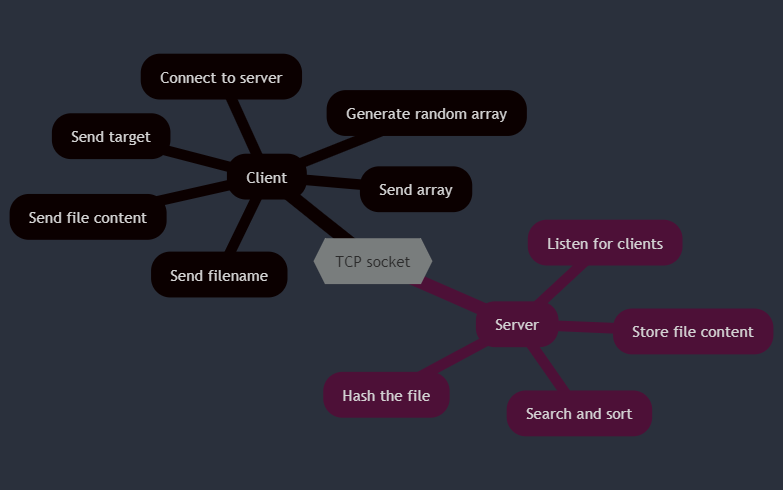 Connect to server
Generate random array
Send target
Client
Send array
Send file content
Send filename
TCP socket
Listen for clients
Server
Store file content
Hash the file
Search and sort